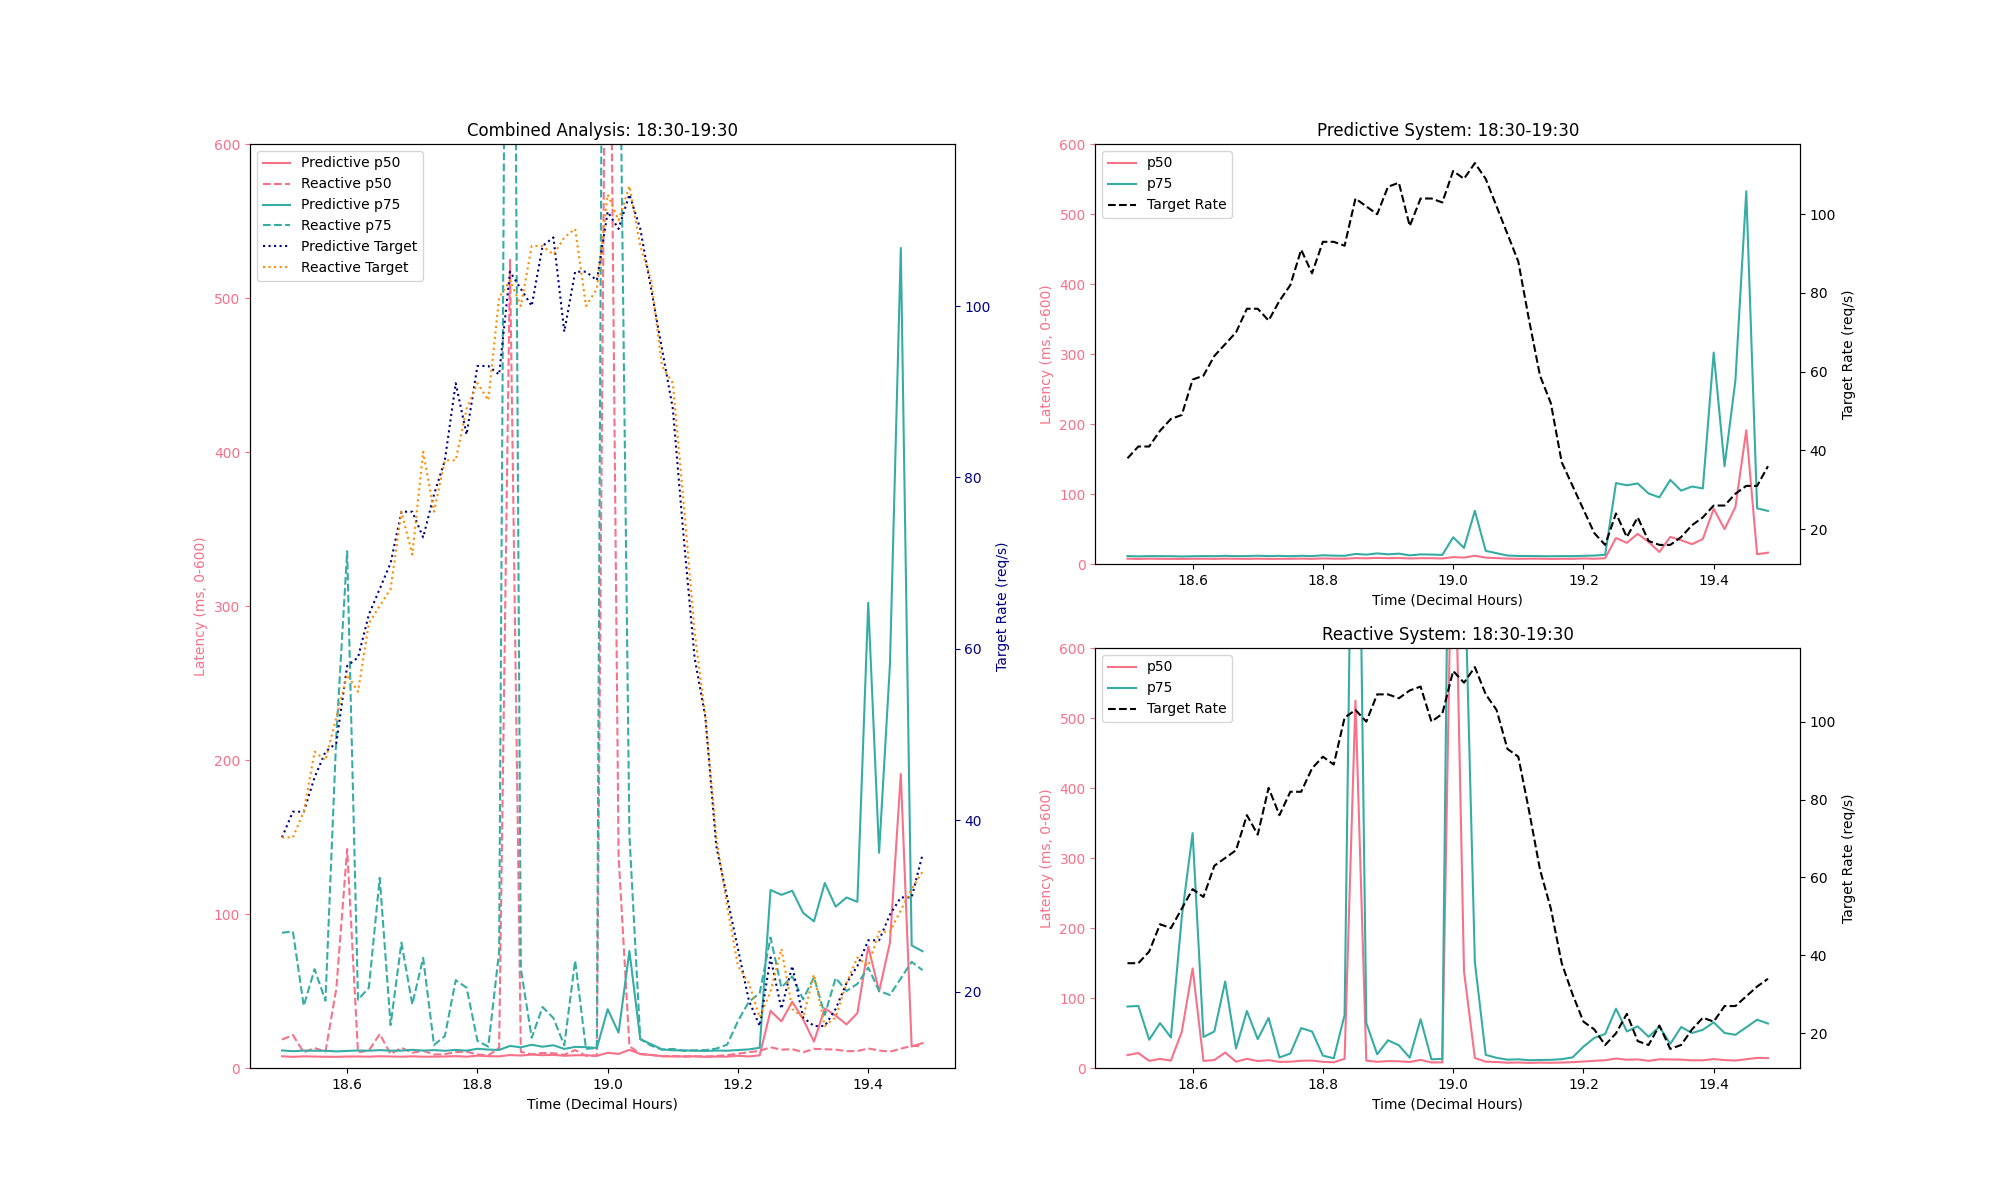 Combined Analysis: 18:30-19:30
Predictive p50
Reactive p50
Predictive p75
Reactive p75
Predictive Target
Reactive Target
600
500
400
300
200
100
0
Latency (ms, 0-600)
100
80
60
40
20
Target Rate (req/s)
18.6 18.8 19.0 19.2 19.4
Time (Decimal Hours)
Predictive System: 18:30-19:30
p50
p75
Target Rate
600
500
400
300
200
100
0
Latency (ms, 0-600)
100
80
60
40
20
Target Rate (req/s)
18.6 18.8 19.0 19.2 19.4
Time (Decimal Hours)
Reactive System: 18:30-19:30
p50
p75
Target Rate
600
500
400
300
200
100
0
Latency (ms, 0-600)
100
80
60
40
20
Target Rate (req/s)
18.6 18.8 19.0 19.2 19.4
Time (Decimal Hours)